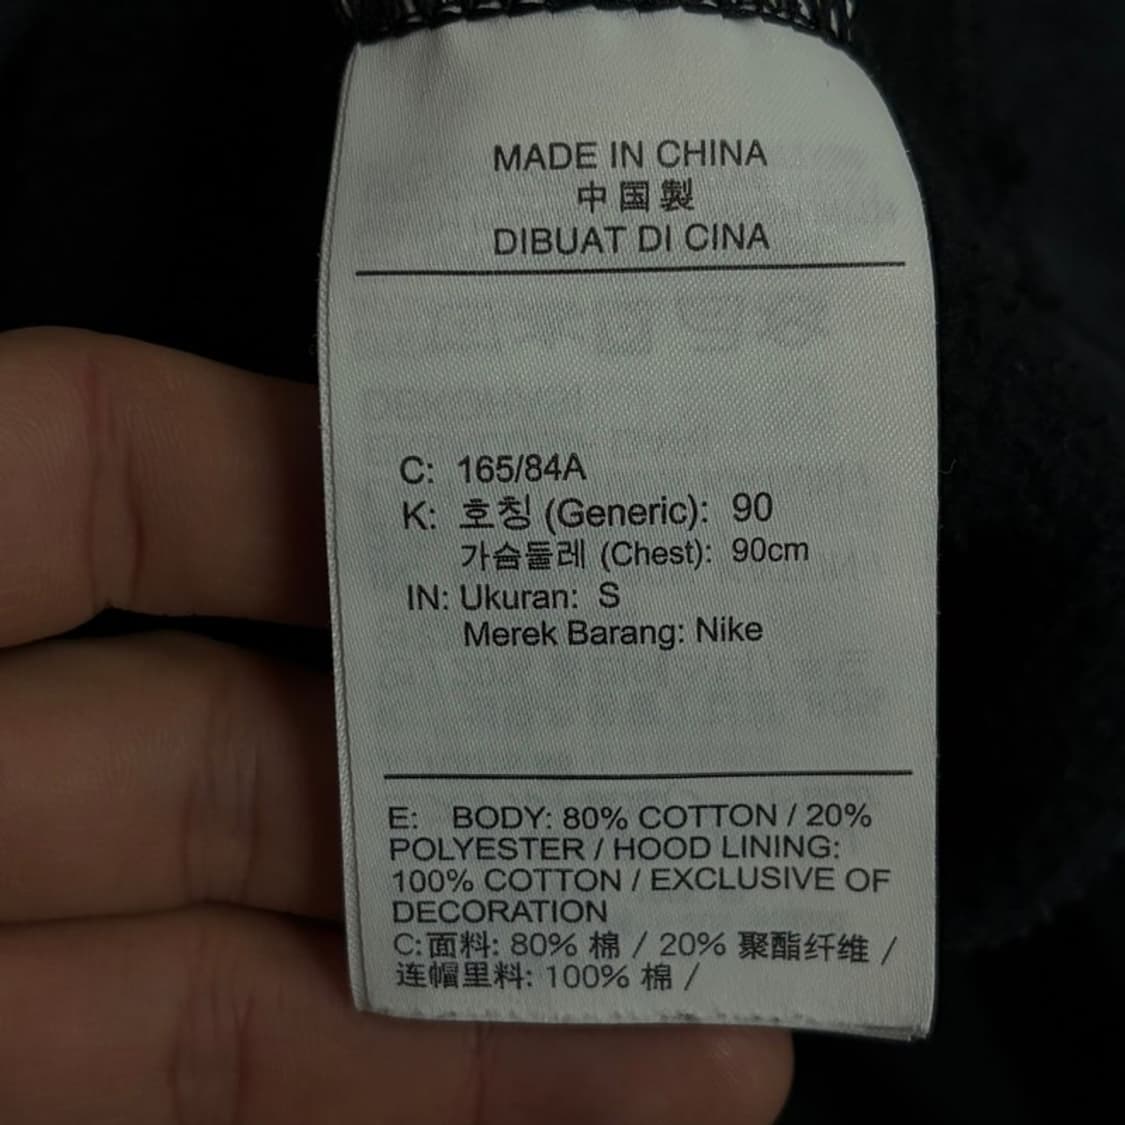 MADE IN CHINA
中国製
DIBUAT DI CINA
C: 165/84A
K: 호칭 (Generic): 90
가슴둘레 (Chest): 90cm
IN: Ukuran: S
Merek Barang: Nike
E: BODY: 80% COTTON / 20%
POLYESTER / HOOD LINING:
100% COTTON / EXCLUSIVE OF
DECORATION
C:面料: 80% 棉 / 20% 聚酯纤维 /
连帽里料: 100% 棉 /